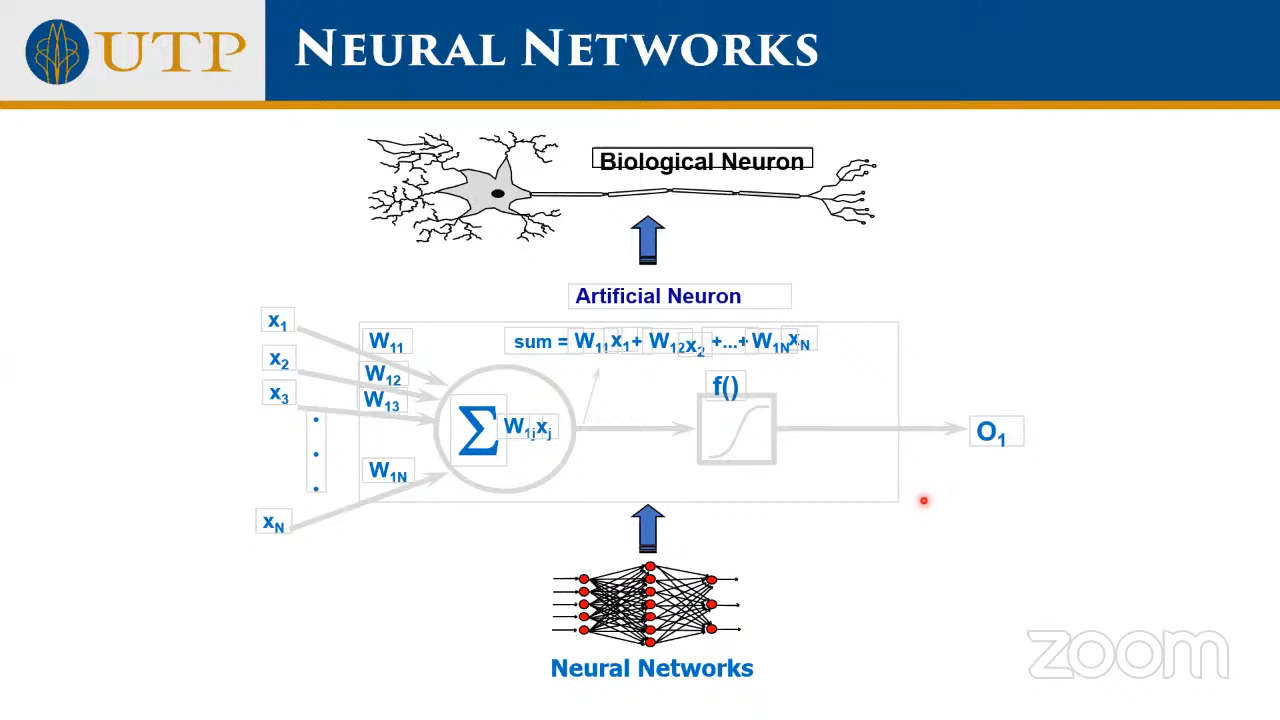 UTP
NEURAL NETWORKS
Biological Neuron
Artificial Neuron
x1
W11
sum = W11x1+ W12x2 +...+ W1NxN
x2
W12
f()
x3
W13
∑ W1jxj
O1
W1N
xN
Neural Networks
zoom